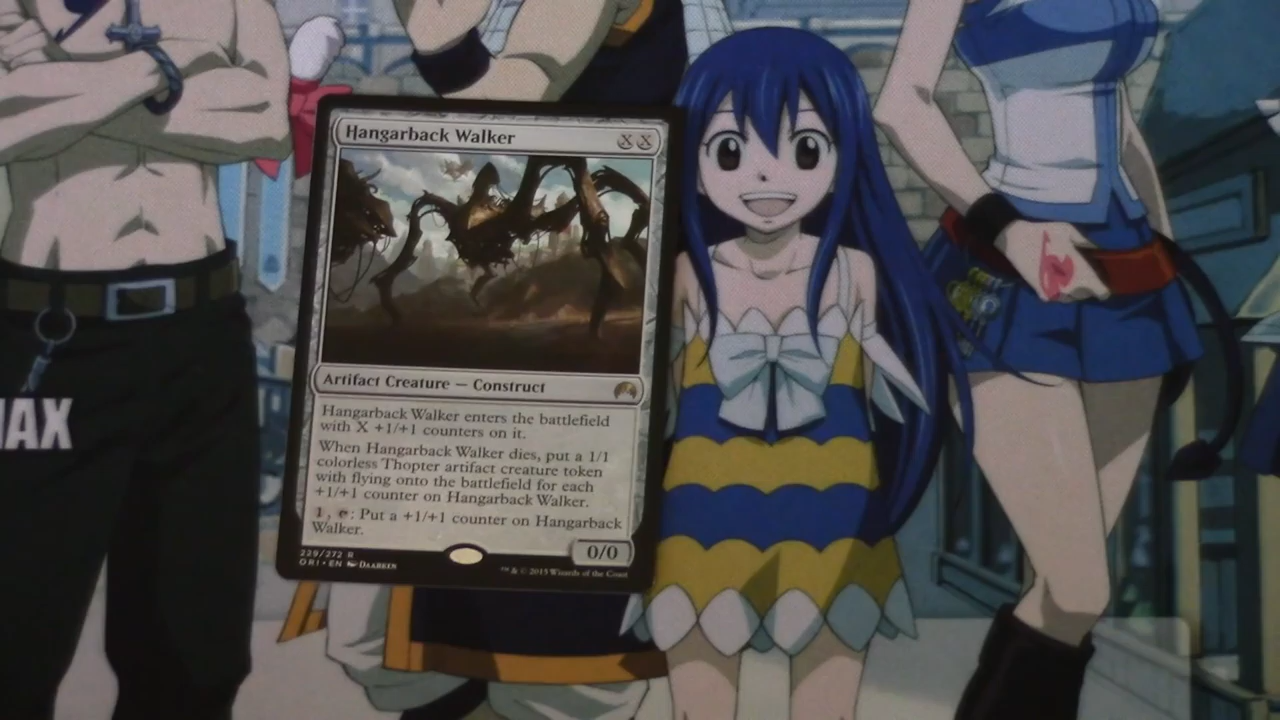 Hangarback Walker XX
Artifact Creature — Construct
Hangarback Walker enters the battlefield
with X +1/+1 counters on it.
When Hangarback Walker dies, put a 1/1
colorless Thopter artifact creature token
with flying onto the battlefield for each
+1/+1 counter on Hangarback Walker.
1, : Put a +1/+1 counter on Hangarback
Walker.
0/0
229/272 R
ORI • EN Daarken
™ & © 2015 Wizards of the Coast